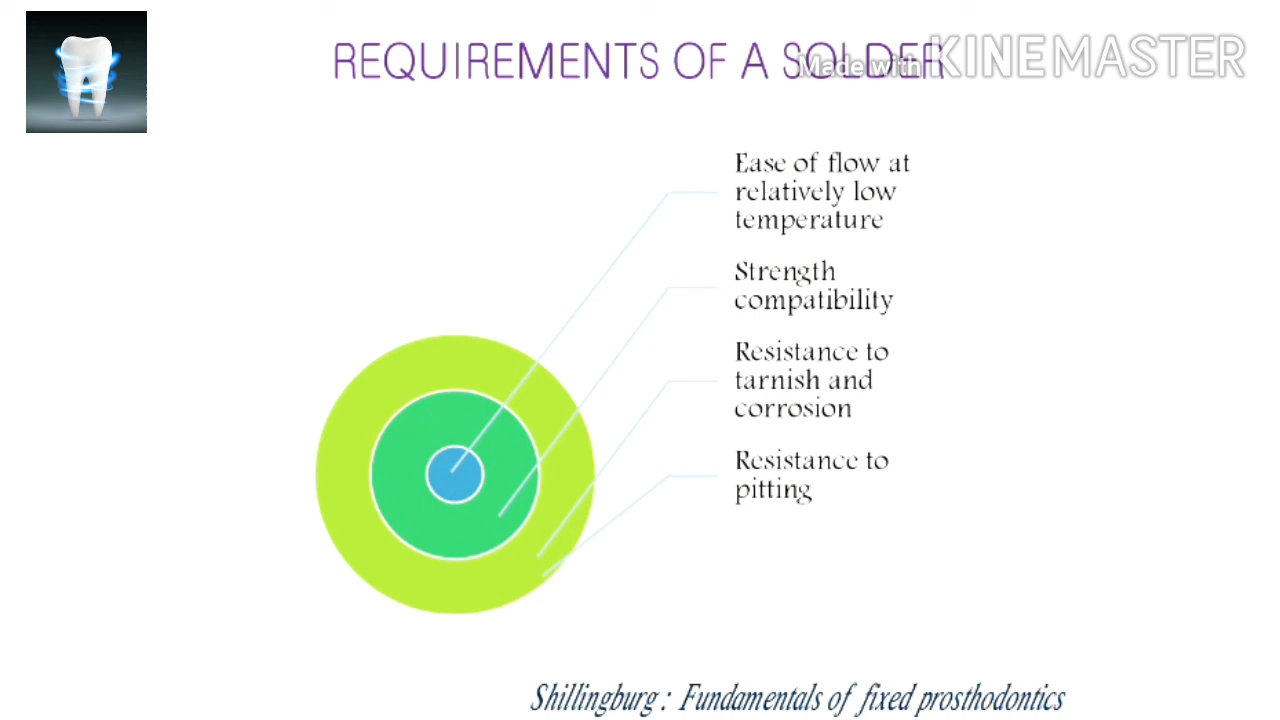 REQUIREMENTS OF A SOLDER
Made with KINEMASTER
Ease of flow at
relatively low
temperature
Strength
compatibility
Resistance to
tarnish and
corrosion
Resistance to
pitting
Shillingburg : Fundamentals of fixed prosthodontics